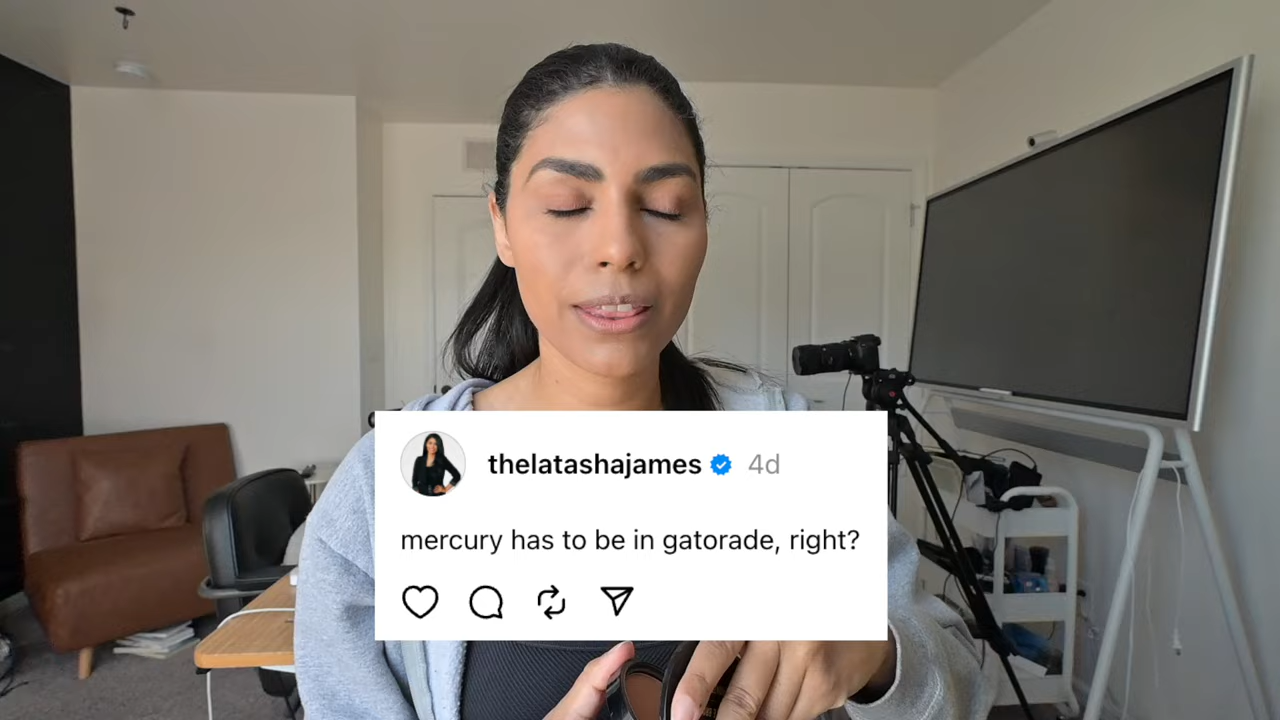 thelatashajames 4d
mercury has to be in gatorade, right?